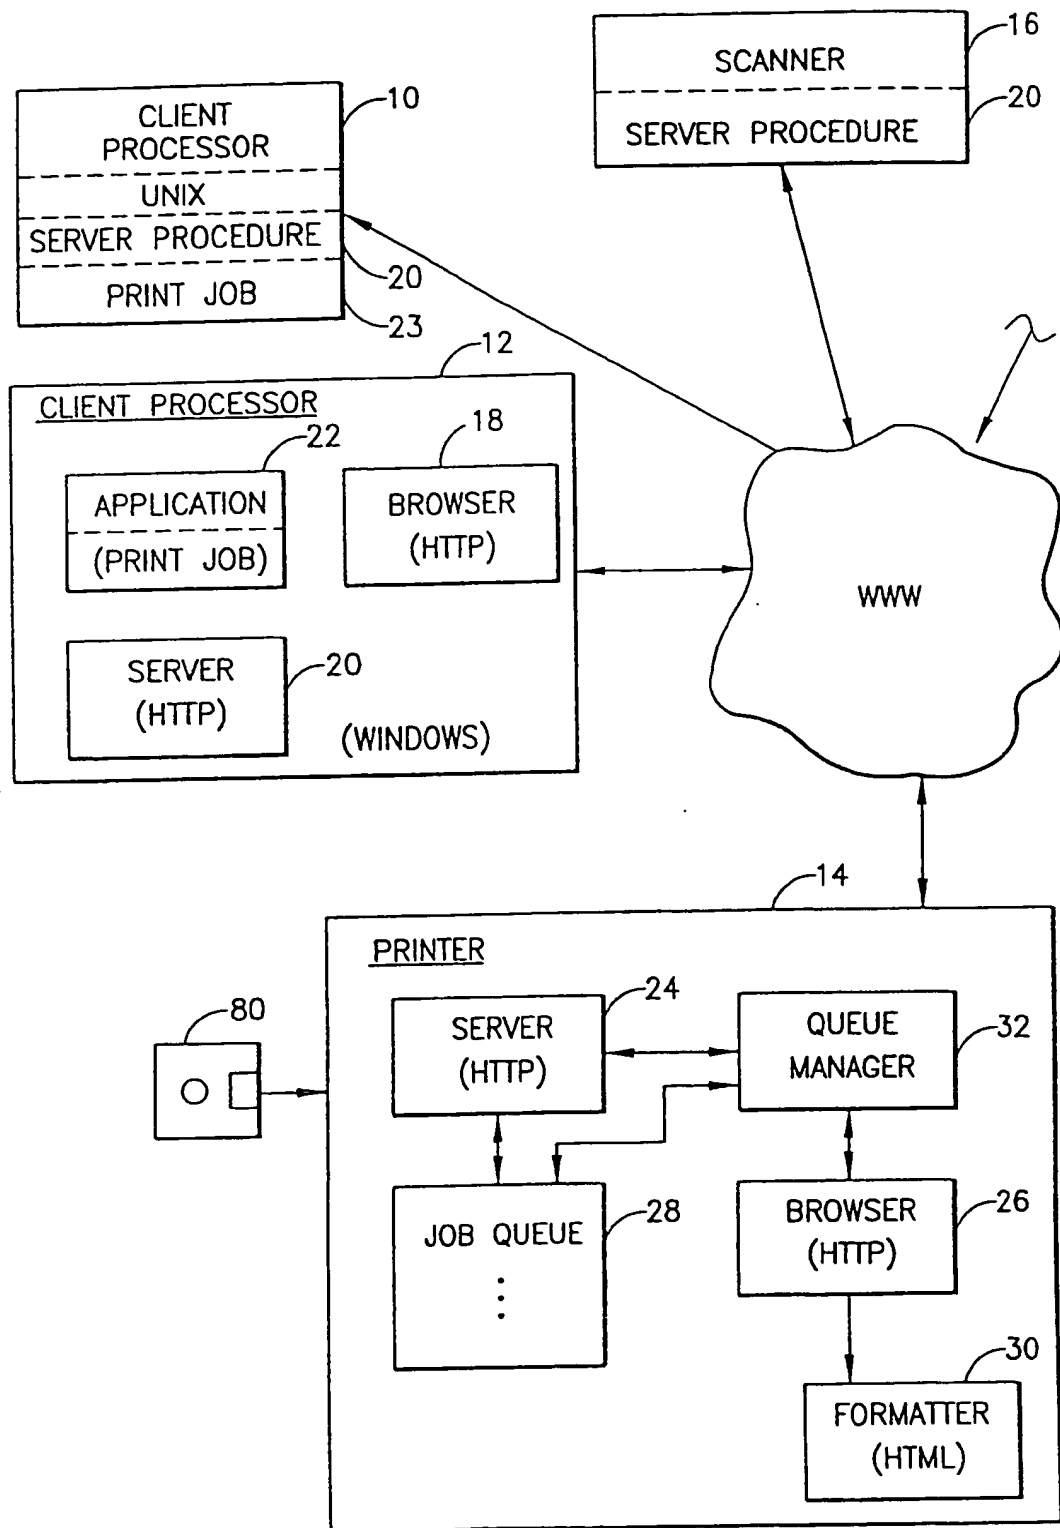 16
SCANNER
20
SERVER PROCEDURE
10
CLIENT
PROCESSOR
UNIX
SERVER PROCEDURE
20
PRINT JOB
23
12
CLIENT PROCESSOR
22
18
APPLICATION
(PRINT JOB)
BROWSER
(HTTP)
WWW
SERVER
(HTTP)
20
(WINDOWS)
14
PRINTER
80
24
SERVER
(HTTP)
QUEUE
MANAGER
32
JOB QUEUE
28
BROWSER
(HTTP)
26
30
FORMATTER
(HTML)